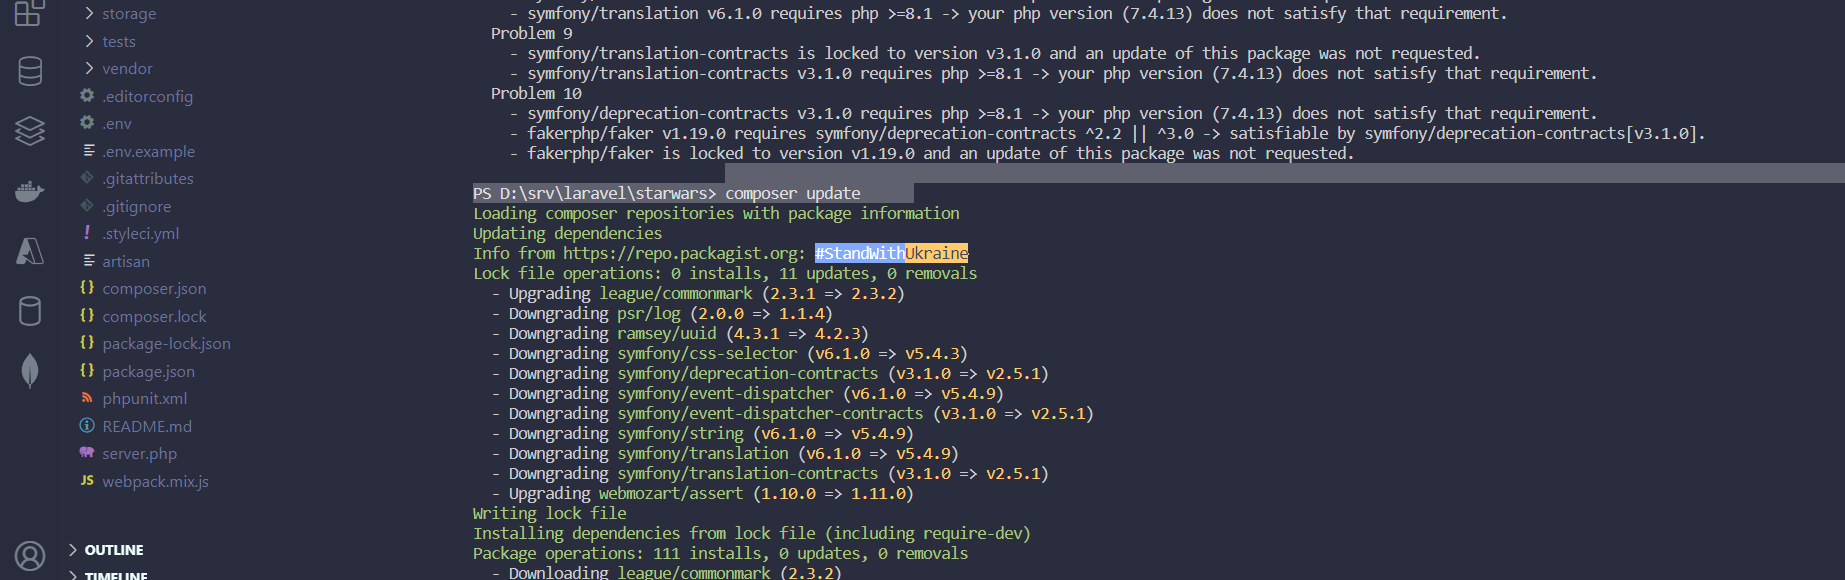 storage
tests
vendor
.editorconfig
.env
.env.example
.gitattributes
.gitignore
.styleci.yml
artisan
composer.json
composer.lock
package-lock.json
package.json
phpunit.xml
README.md
server.php
JS webpack.mix.js
OUTLINE
TIMELINE
- symfony/translation v6.1.0 requires php >=8.1 -> your php version (7.4.13) does not satisfy that requirement.
Problem 9
- symfony/translation-contracts is locked to version v3.1.0 and an update of this package was not requested.
- symfony/translation-contracts v3.1.0 requires php >=8.1 -> your php version (7.4.13) does not satisfy that requirement.
Problem 10
- symfony/deprecation-contracts v3.1.0 requires php >=8.1 -> your php version (7.4.13) does not satisfy that requirement.
- fakerphp/faker v1.19.0 requires symfony/deprecation-contracts ^2.2 || ^3.0 -> satisfiable by symfony/deprecation-contracts[v3.1.0].
- fakerphp/faker is locked to version v1.19.0 and an update of this package was not requested.
PS D:\srv\laravel\starwars> composer update
Loading composer repositories with package information
Updating dependencies
Info from https://repo.packagist.org: #StandWithUkraine
Lock file operations: 0 installs, 11 updates, 0 removals
- Upgrading league/commonmark (2.3.1 => 2.3.2)
- Downgrading psr/log (2.0.0 => 1.1.4)
- Downgrading ramsey/uuid (4.3.1 => 4.2.3)
- Downgrading symfony/css-selector (v6.1.0 => v5.4.3)
- Downgrading symfony/deprecation-contracts (v3.1.0 => v2.5.1)
- Downgrading symfony/event-dispatcher (v6.1.0 => v5.4.9)
- Downgrading symfony/event-dispatcher-contracts (v3.1.0 => v2.5.1)
- Downgrading symfony/string (v6.1.0 => v5.4.9)
- Downgrading symfony/translation (v6.1.0 => v5.4.9)
- Downgrading symfony/translation-contracts (v3.1.0 => v2.5.1)
- Upgrading webmozart/assert (1.10.0 => 1.11.0)
Writing lock file
Installing dependencies from lock file (including require-dev)
Package operations: 111 installs, 0 updates, 0 removals
- Downloading league/commonmark (2.3.2)